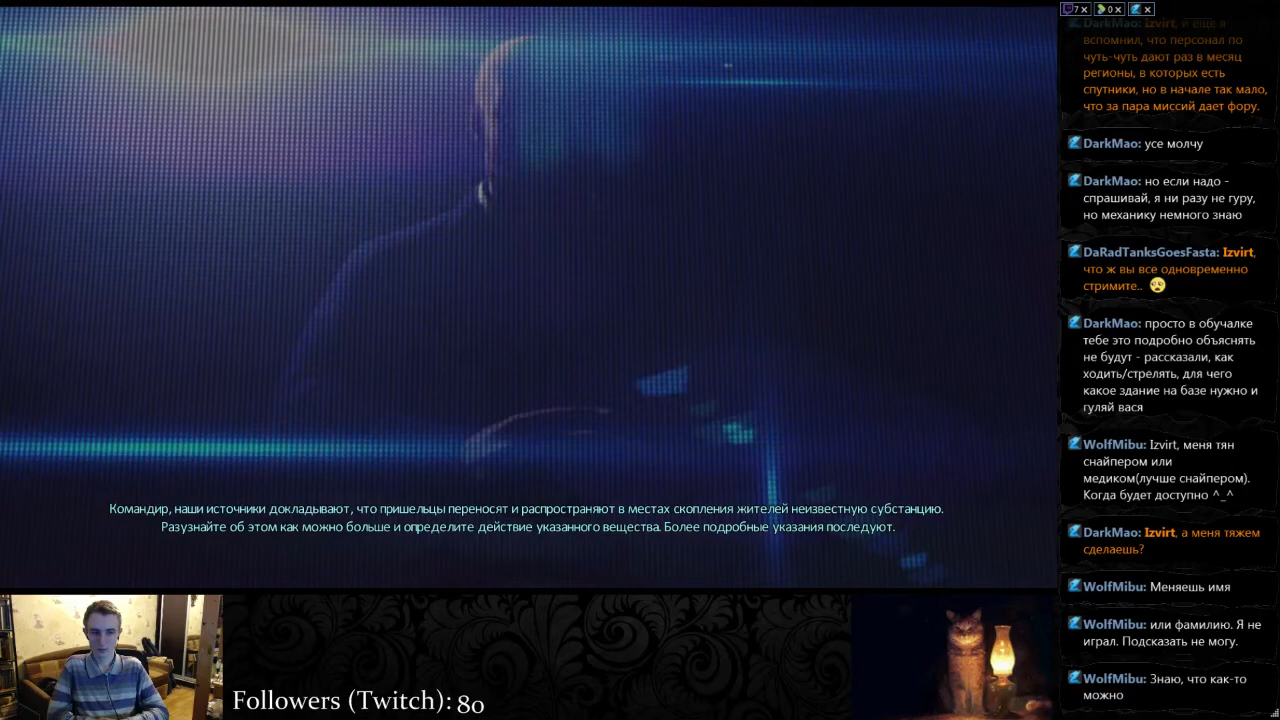 Командир, наши источники докладывают, что пришельцы переносят и распространяют в местах скопления жителей неизвестную субстанцию.
Разузнайте об этом как можно больше и определите действие указанного вещества. Более подробные указания последуют.
Followers (Twitch): 80
7 x 0 x x
DarkMao: Izvirt, и ещё я
вспомнил, что персонал по
чуть-чуть дают раз в месяц
регионы, в которых есть
спутники, но в начале так мало,
что за пара миссий дает фору.
DarkMao: усе молчу
DarkMao: но если надо -
спрашивай, я ни разу не гуру,
но механику немного знаю
DaRadTanksGoesFasta: Izvirt,
что ж вы все одновременно
стримите..
DarkMao: просто в обучалке
тебе это подробно объяснять
не будут - рассказали, как
ходить/стрелять, для чего
какое здание на базе нужно и
гуляй вася
WolfMibu: Izvirt, меня тян
снайпером или
медиком(лучше снайпером).
Когда будет доступно ^_^
DarkMao: Izvirt, а меня тяжем
сделаешь?
WolfMibu: Меняешь имя
WolfMibu: или фамилию. Я не
играл. Подсказать не могу.
WolfMibu: Знаю, что как-то
можно